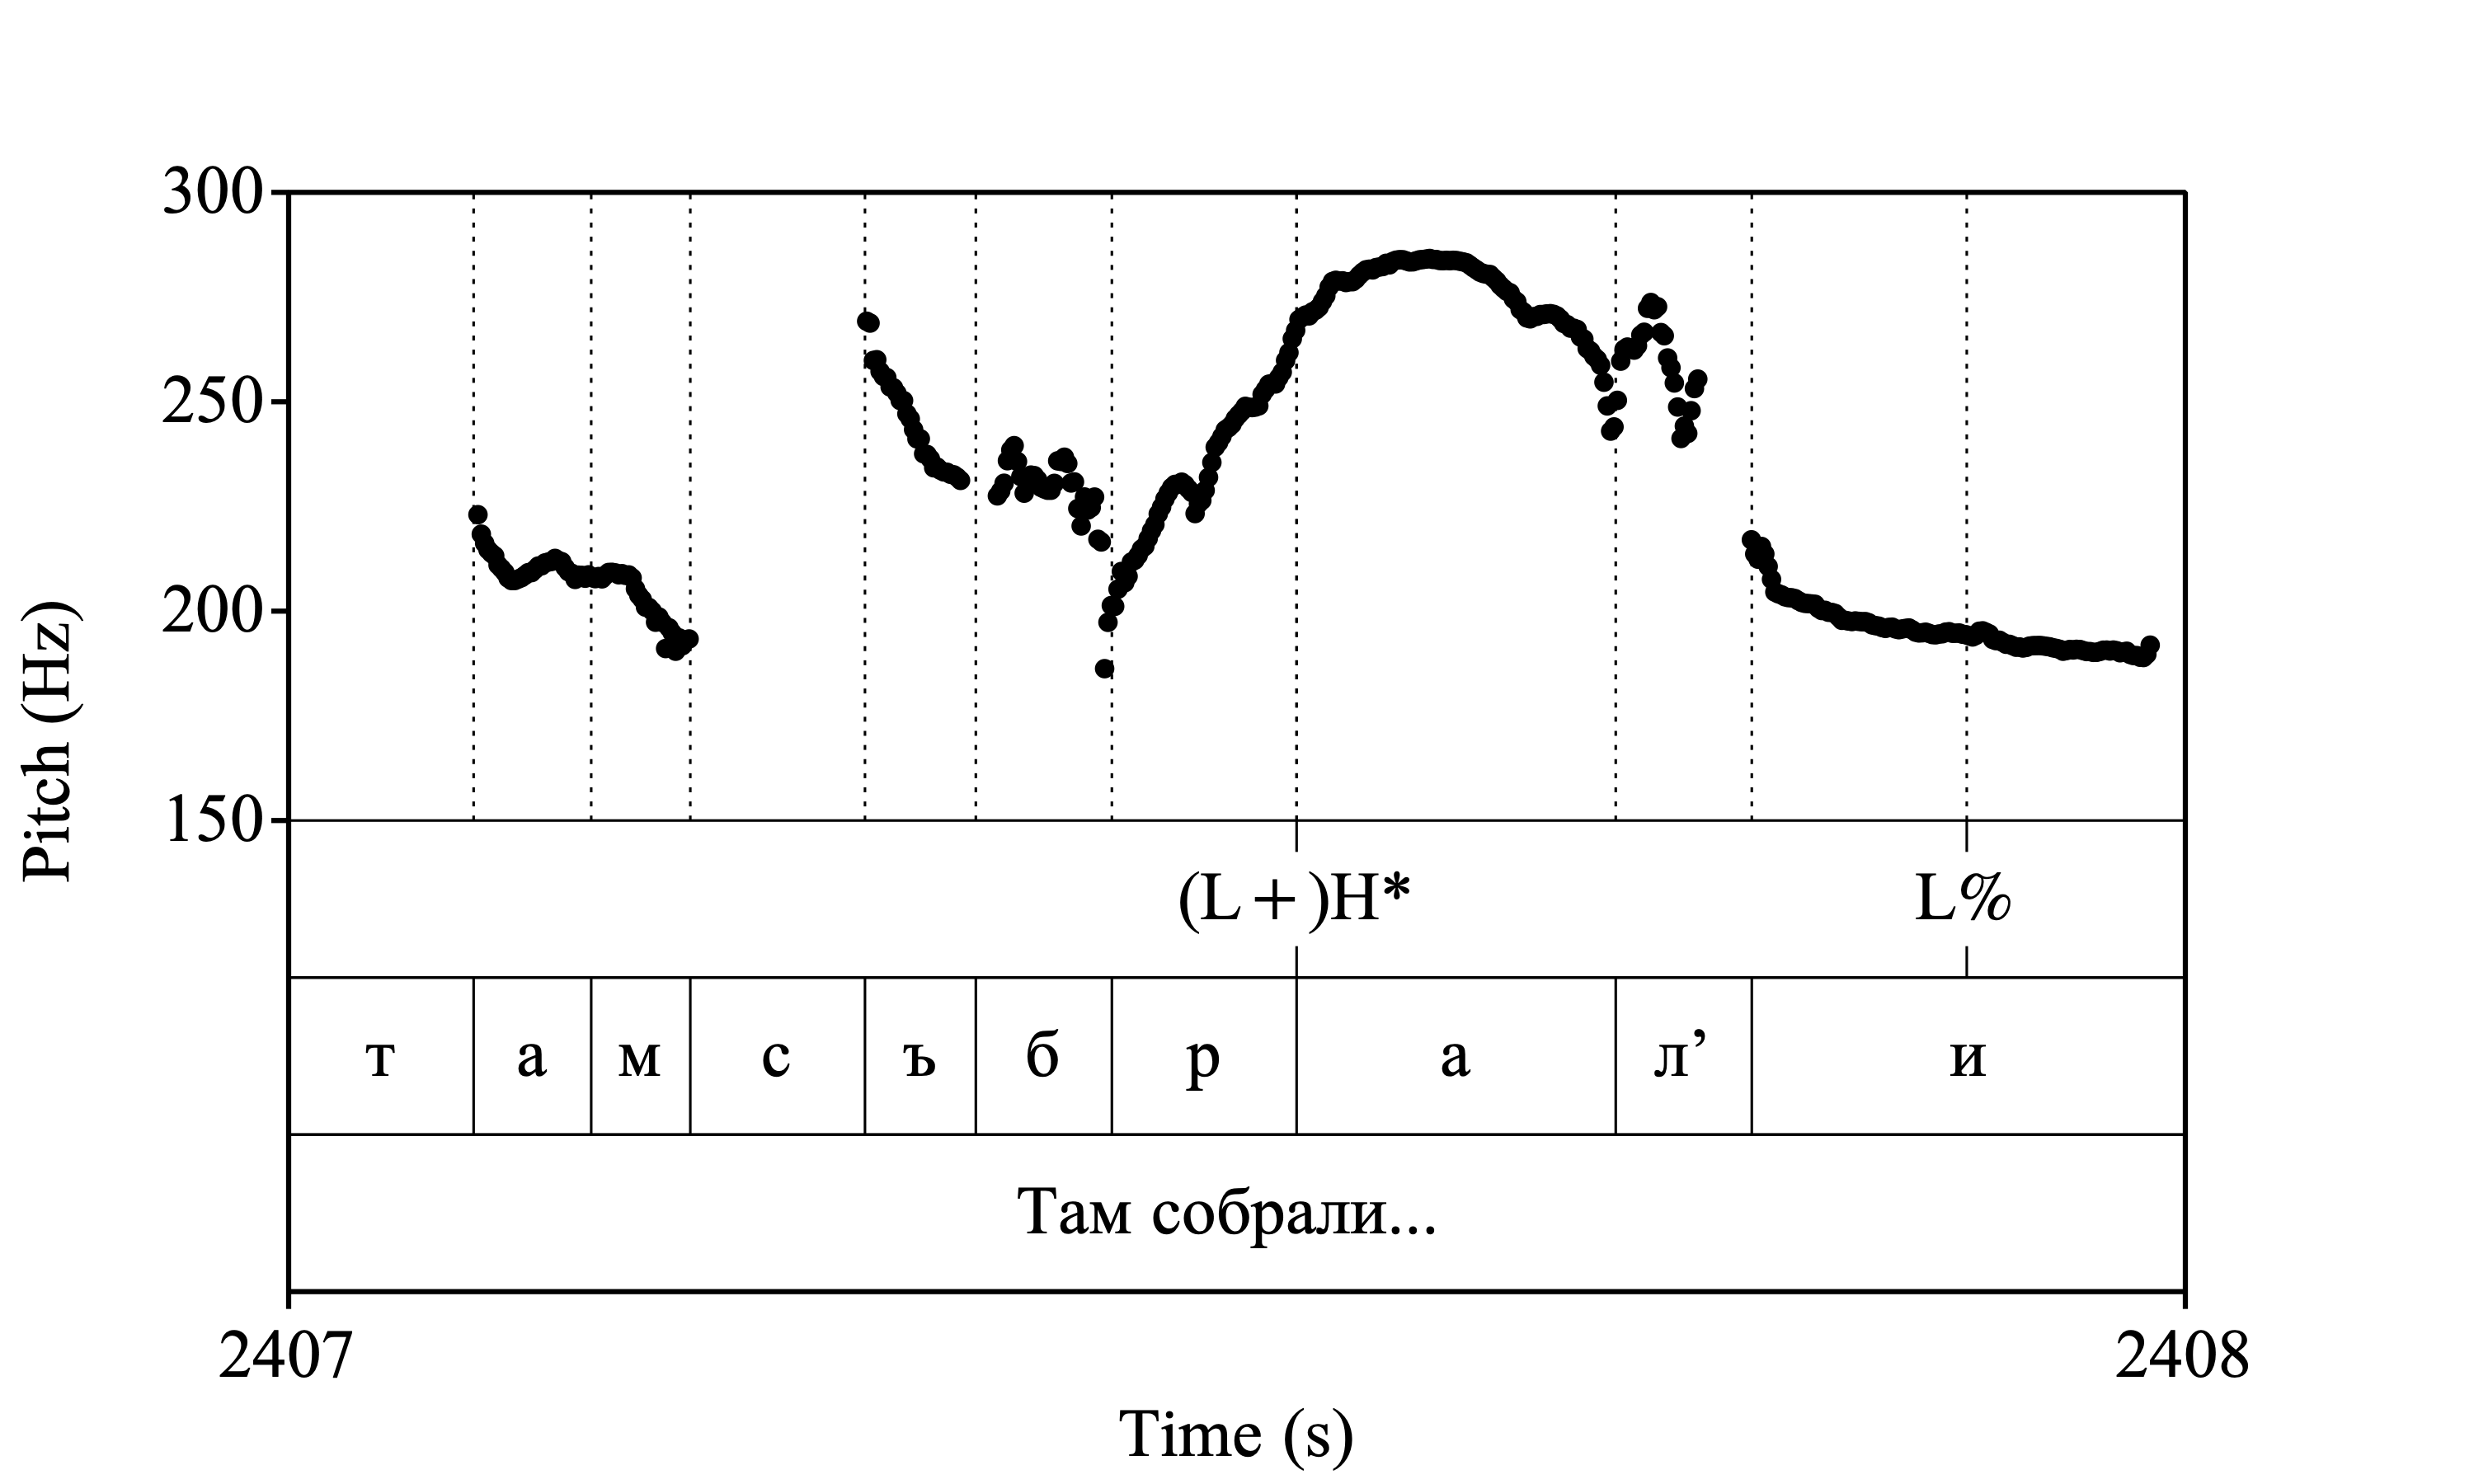 300
250
200
150
Pitch (Hz)
(L+)H* L%
т а м с ъ б р а л’ и
Там собрали...
2407 2408
Time (s)